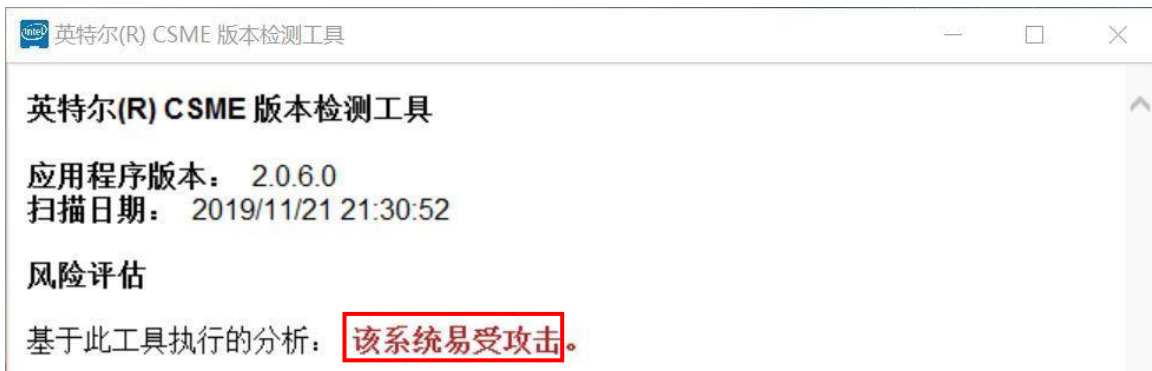 英特尔(R) CSME 版本检测工具
英特尔(R) CSME 版本检测工具
应用程序版本： 2.0.6.0
扫描日期： 2019/11/21 21:30:52
风险评估
基于此工具执行的分析： 该系统易受攻击。